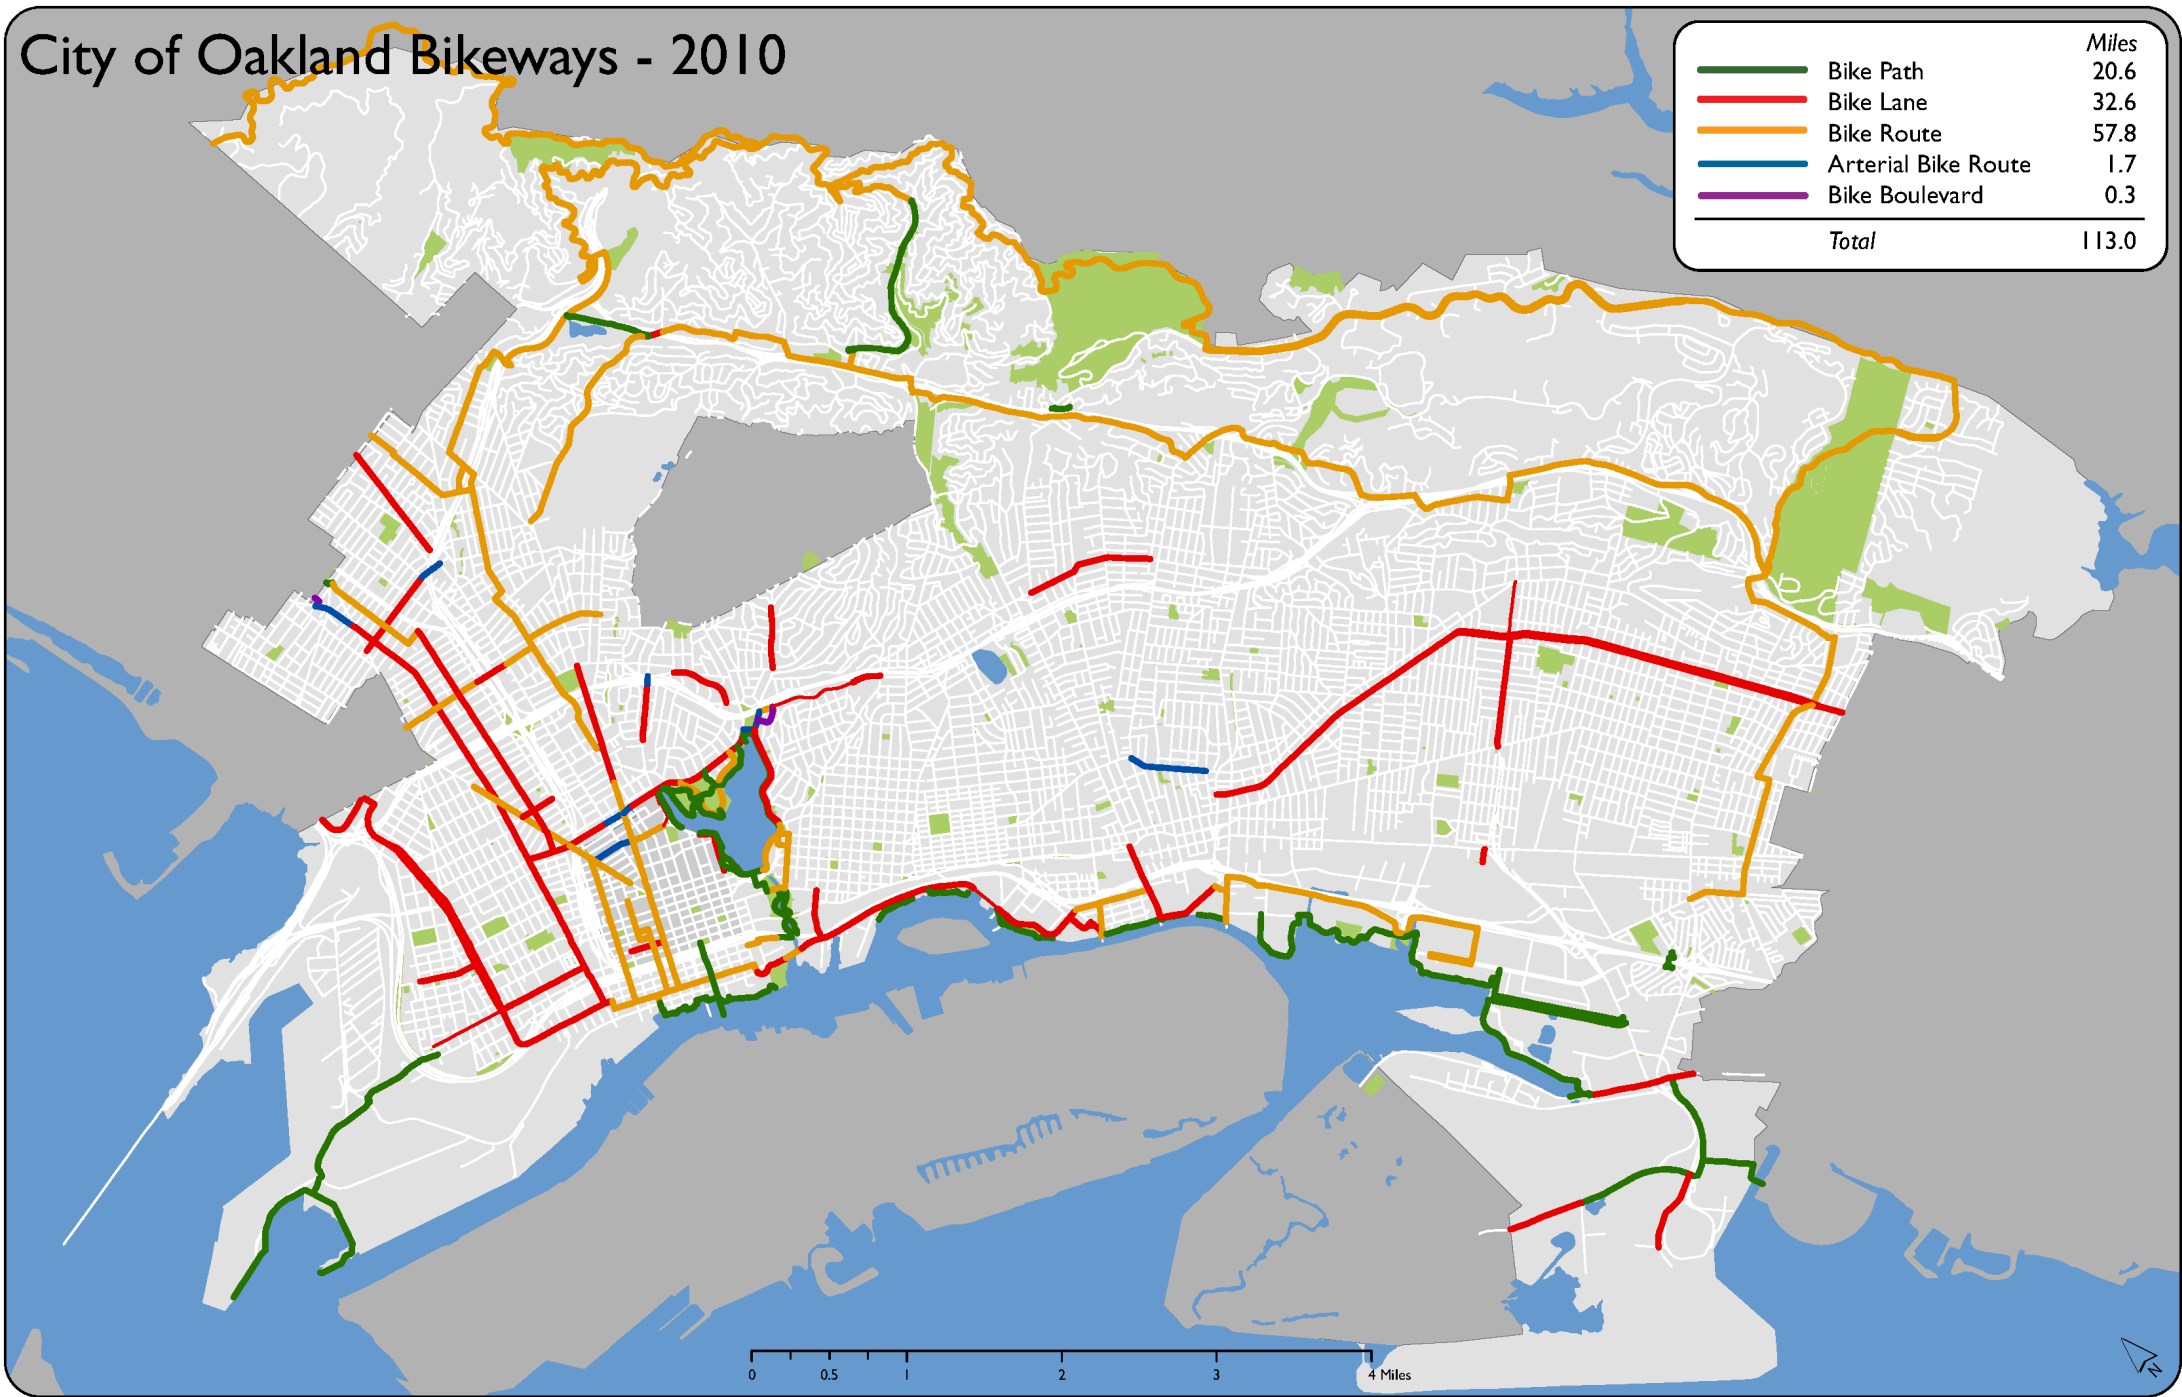 City of Oakland Bikeways - 2010
Miles
Bike Path 20.6
Bike Lane 32.6
Bike Route 57.8
Arterial Bike Route 1.7
Bike Boulevard 0.3
Total 113.0
0 0.5 1 2 3 4 Miles
N